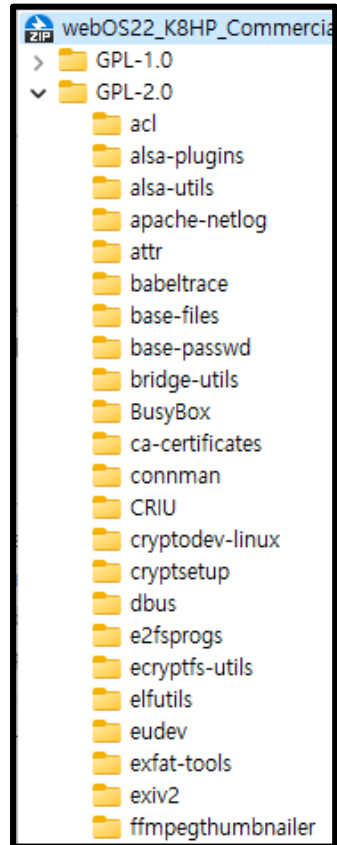 ZIP webOS22_K8HP_Commercia
GPL-1.0
GPL-2.0
acl
alsa-plugins
alsa-utils
apache-netlog
attr
babeltrace
base-files
base-passwd
bridge-utils
BusyBox
ca-certificates
connman
CRIU
cryptodev-linux
cryptsetup
dbus
e2fsprogs
ecryptfs-utils
elfutils
eudev
exfat-tools
exiv2
ffmpegthumbnailer